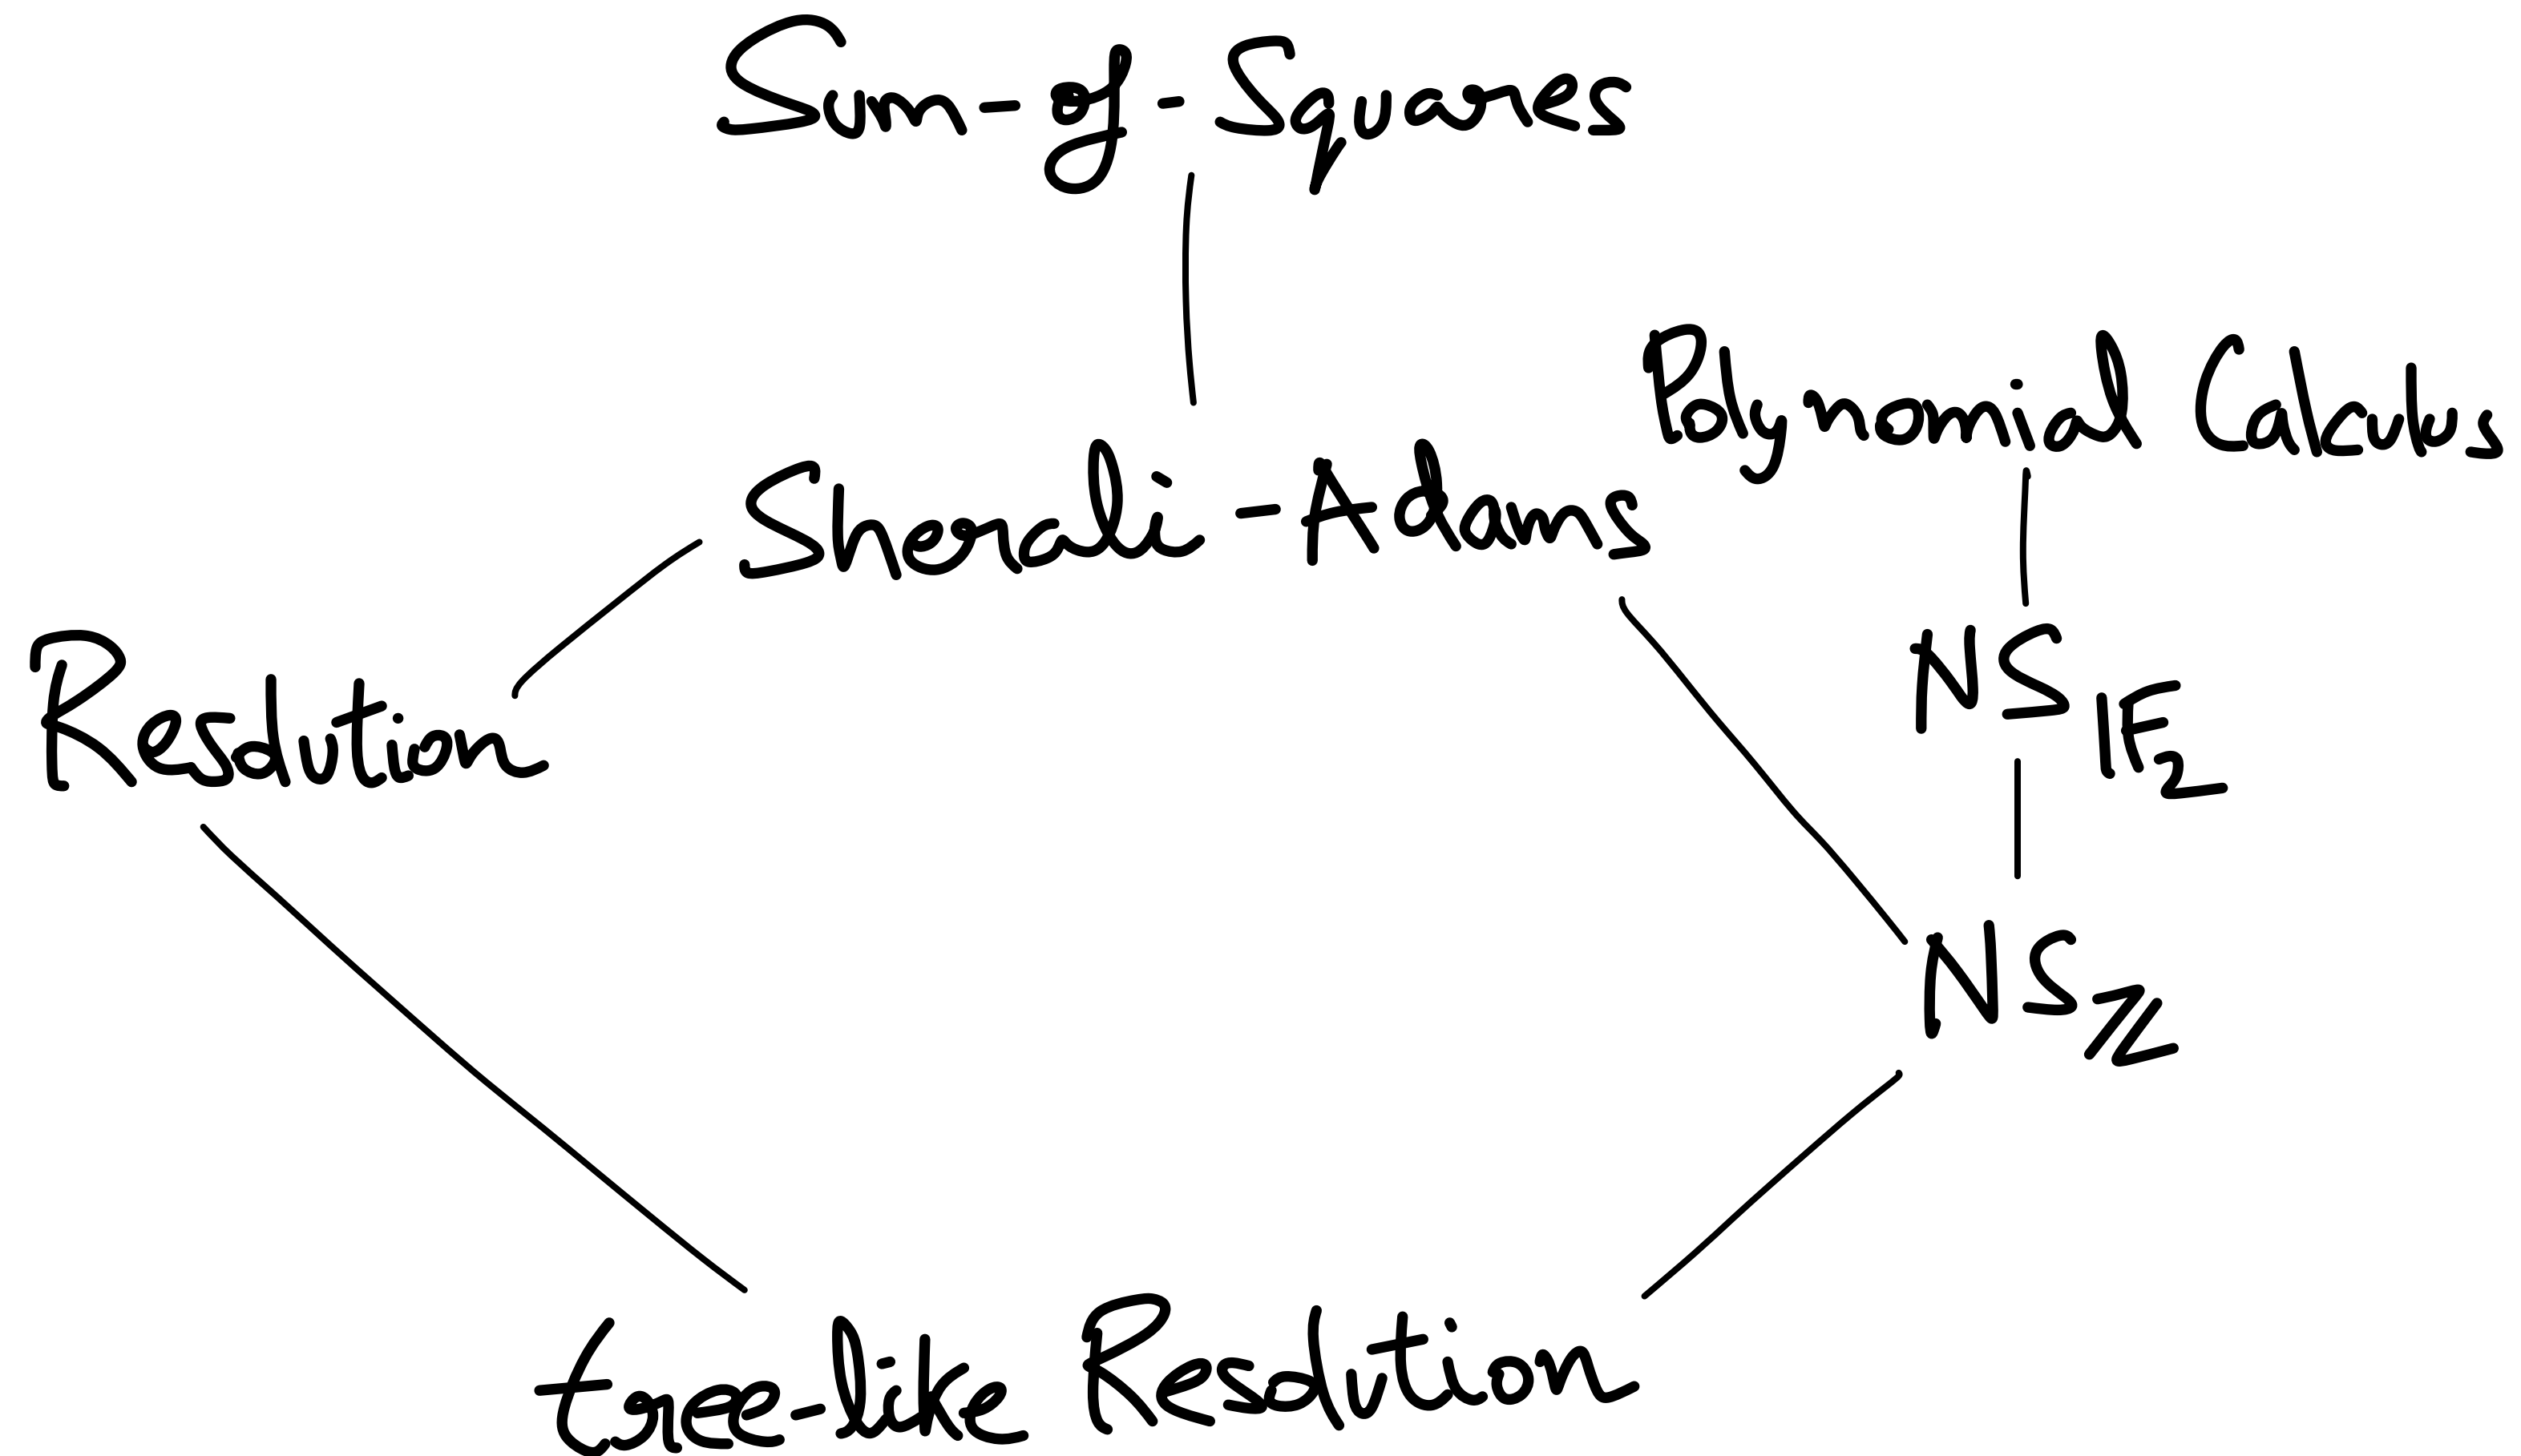 Sum-of-Squares
Polynomial Calculus
Sherali-Adams
Resolution
NS𝔽₂
NSℤ
tree-like Resolution